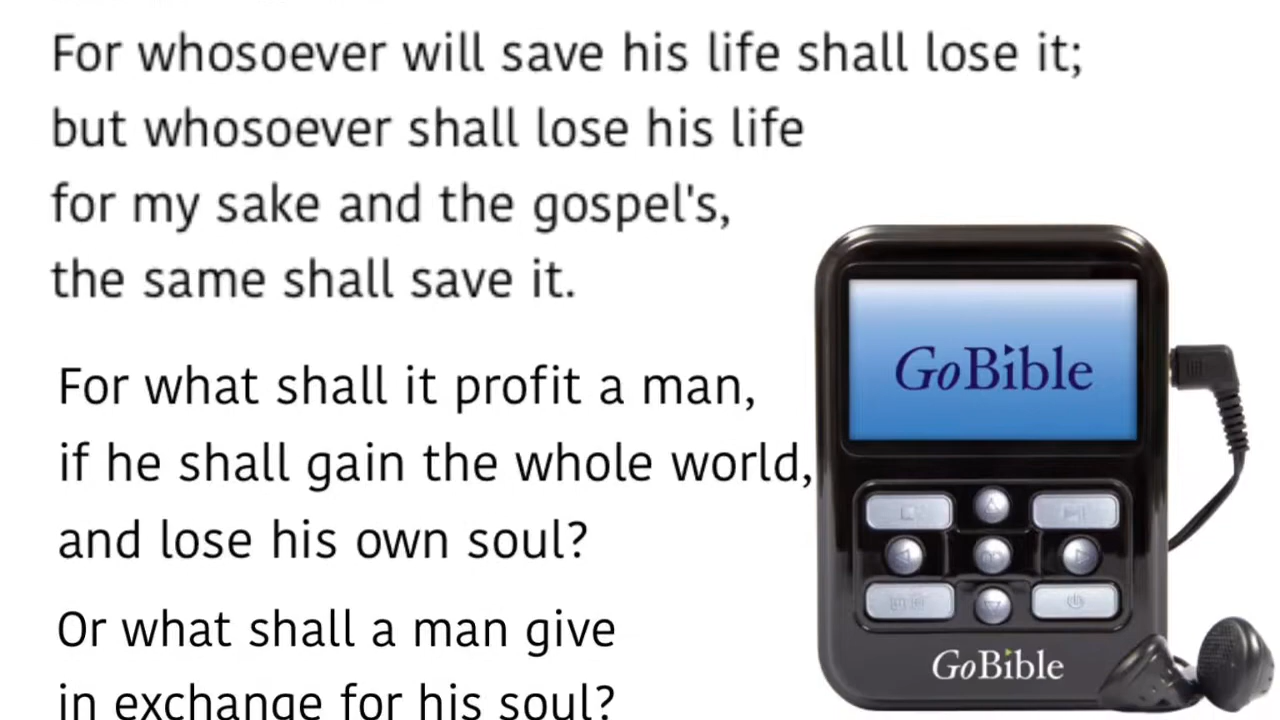 For whosoever will save his life shall lose it;
but whosoever shall lose his life
for my sake and the gospel's,
the same shall save it.
For what shall it profit a man,
if he shall gain the whole world,
and lose his own soul?
Or what shall a man give
in exchange for his soul?
GoBible
GoBible